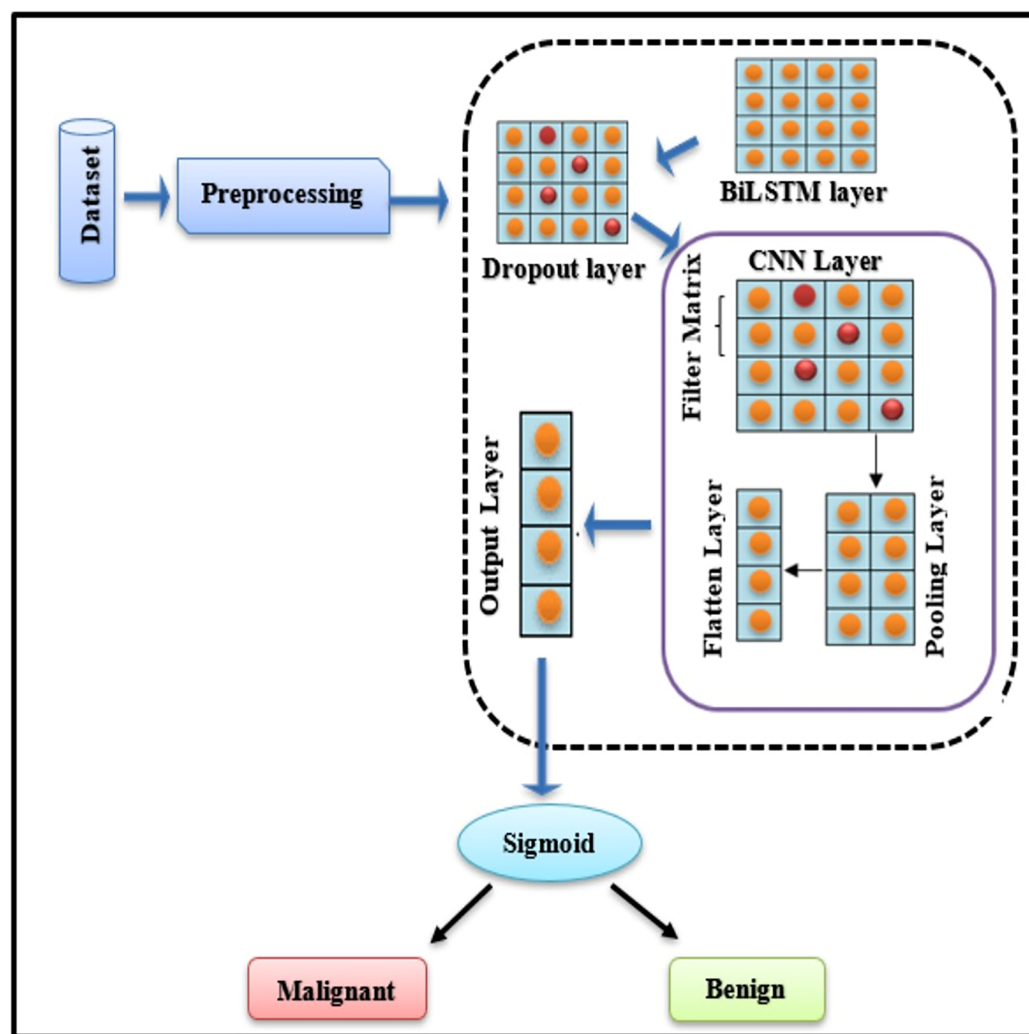 Dataset
Preprocessing
BiLSTM layer
Dropout layer
CNN Layer
Filter Matrix
Output Layer
Flatten Layer
Pooling Layer
Sigmoid
Malignant
Benign